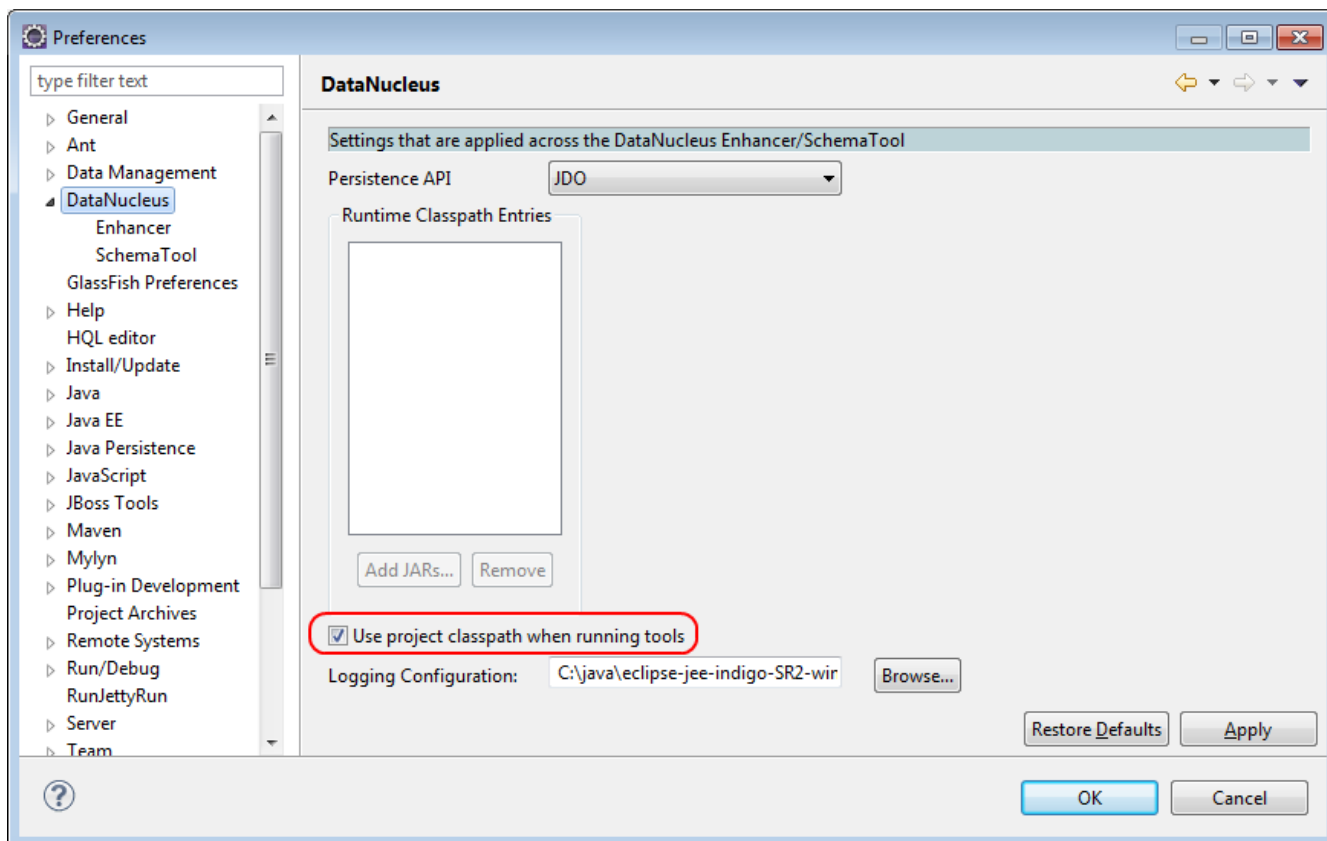 Preferences
type filter text
General
Ant
Data Management
DataNucleus
Enhancer
SchemaTool
GlassFish Preferences
Help
HQL editor
Install/Update
Java
Java EE
Java Persistence
JavaScript
JBoss Tools
Maven
Mylyn
Plug-in Development
Project Archives
Remote Systems
Run/Debug
RunJettyRun
Server
Team
DataNucleus
Settings that are applied across the DataNucleus Enhancer/SchemaTool
Persistence API JDO
Runtime Classpath Entries
Add JARs... Remove
Use project classpath when running tools
Logging Configuration: C:\java\eclipse-jee-indigo-SR2-wir Browse...
Restore Defaults Apply
? OK Cancel